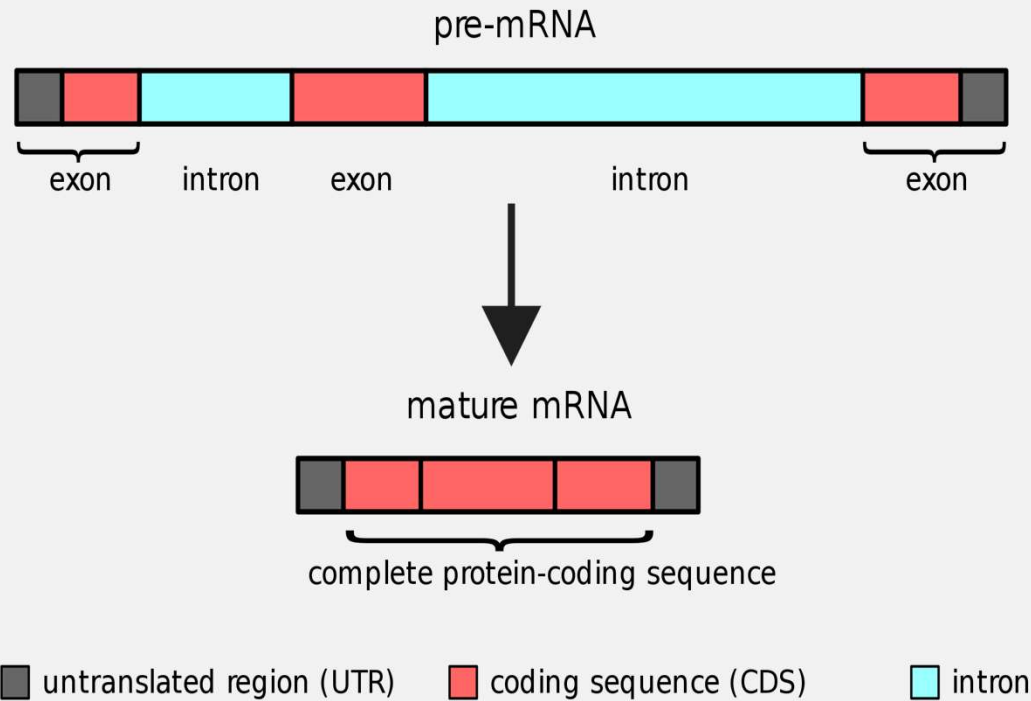 pre-mRNA
exon intron exon intron exon
mature mRNA
complete protein-coding sequence
untranslated region (UTR) coding sequence (CDS) intron